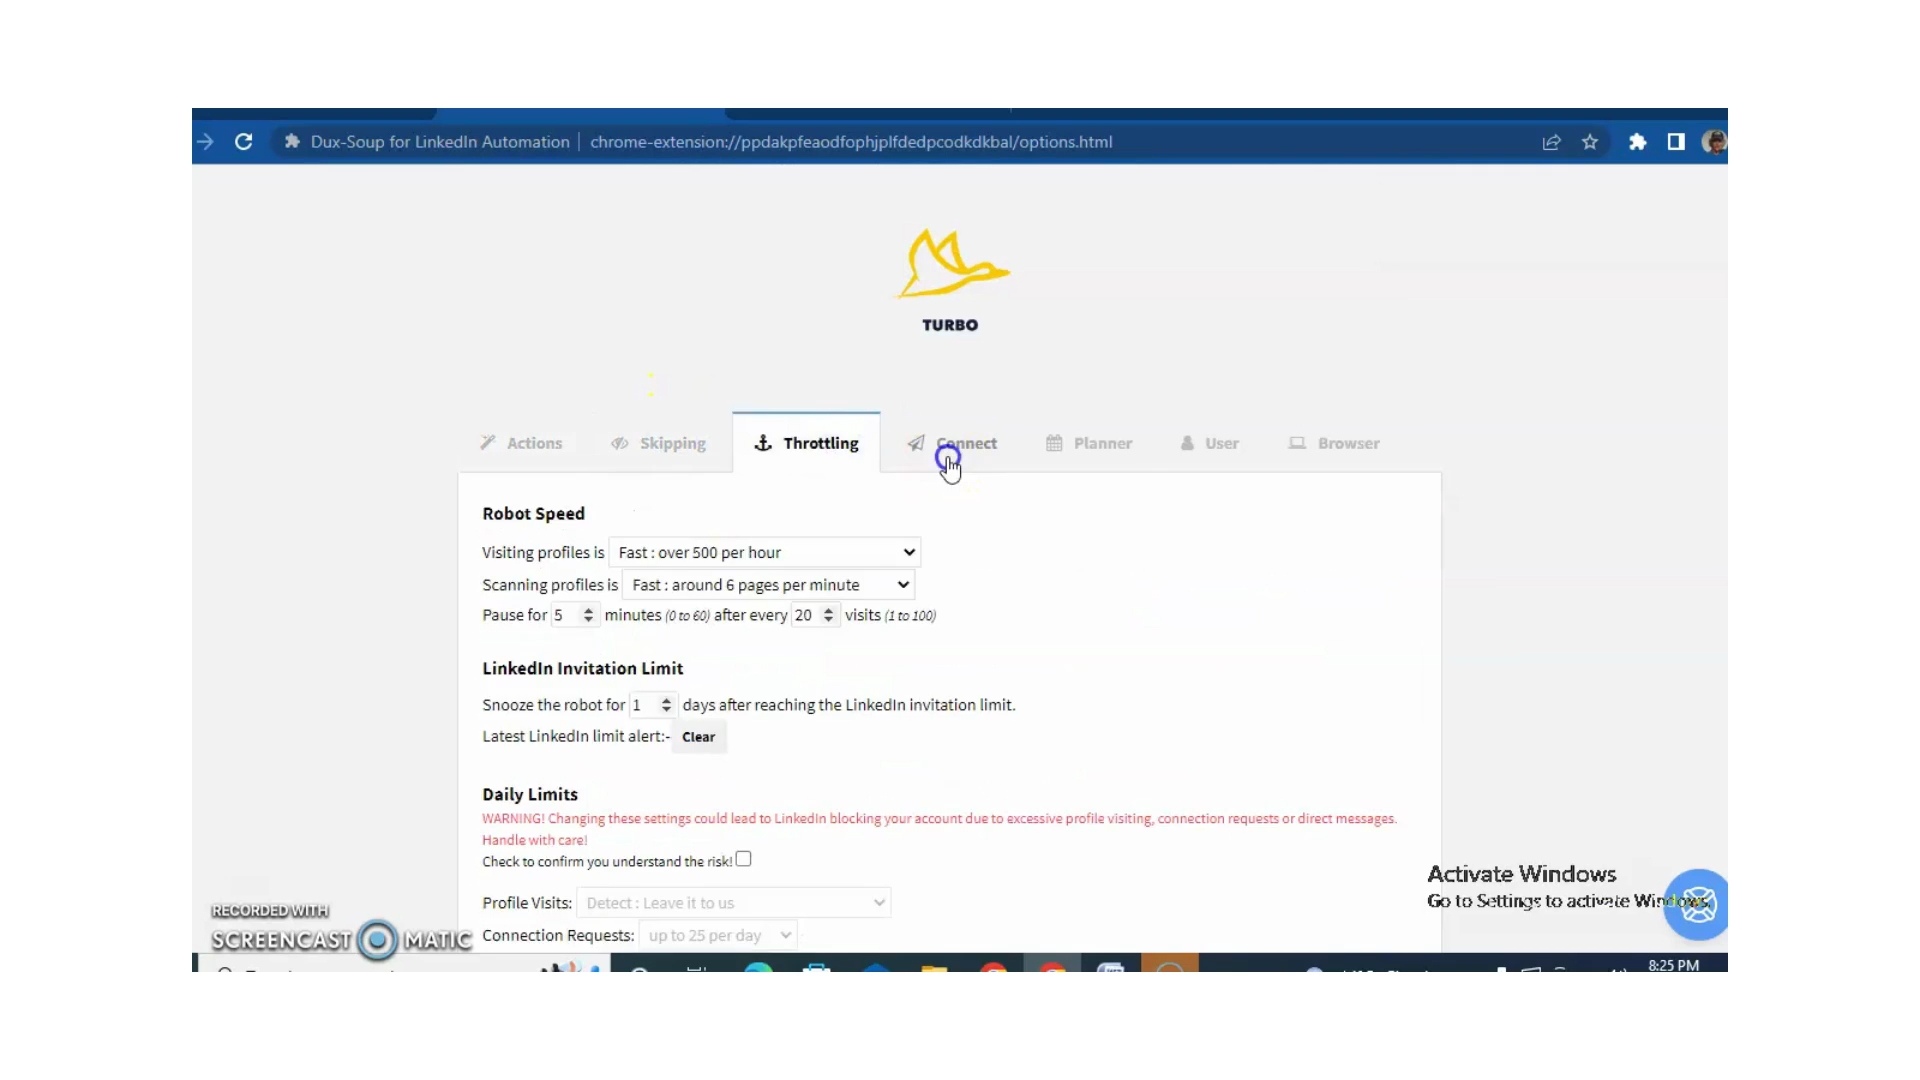 Dux-Soup for LinkedIn Automation | chrome-extension://ppdakpfeaodfophjplfdedpcodkdkbal/options.html
TURBO
Actions Skipping Throttling Connect Planner User Browser
Robot Speed
Visiting profiles is Fast : over 500 per hour
Scanning profiles is Fast : around 6 pages per minute
Pause for 5 minutes (0 to 60) after every 20 visits (1 to 100)
LinkedIn Invitation Limit
Snooze the robot for 1 days after reaching the LinkedIn invitation limit.
Latest LinkedIn limit alert:- Clear
Daily Limits
WARNING! Changing these settings could lead to LinkedIn blocking your account due to excessive profile visiting, connection requests or direct messages.
Handle with care!
Check to confirm you understand the risk!
Activate Windows
Go to Settings to activate Windows.
Profile Visits: Detect : Leave it to us
RECORDED WITH
SCREENCAST MATIC
Connection Requests: up to 25 per day
8:25 PM